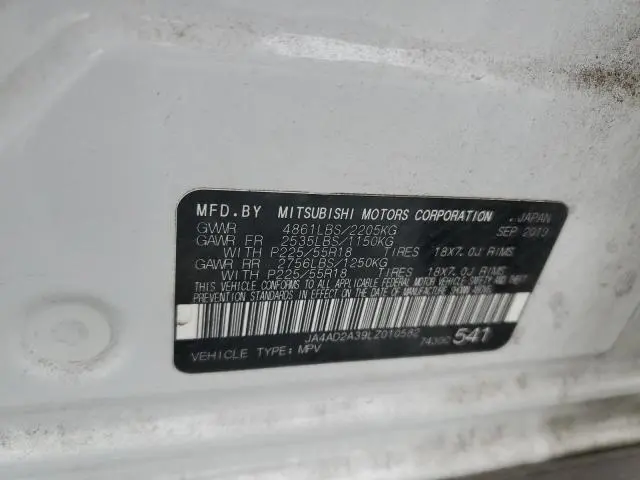 MFD.BY MITSUBISHI MOTORS CORPORATION , JAPAN
GVWR 4861LBS/2205KG SEP 2019
GAWR FR 2535LBS/1150KG
WITH P225/55R18 TIRES 18X7.0J RIMS
GAWR RR 2756LBS/1250KG
WITH P225/55R18 TIRES 18X7.0J RIMS
THIS VEHICLE CONFORMS TO ALL APPLICABLE FEDERAL MOTOR VEHICLE SAFETY AND THEFT
PREVENTION STANDARDS IN EFFECT ON THE DATE OF MANUFACTURE SHOWN ABOVE.
JA4AD2A39LZ010582
541
VEHICLE TYPE: MPV